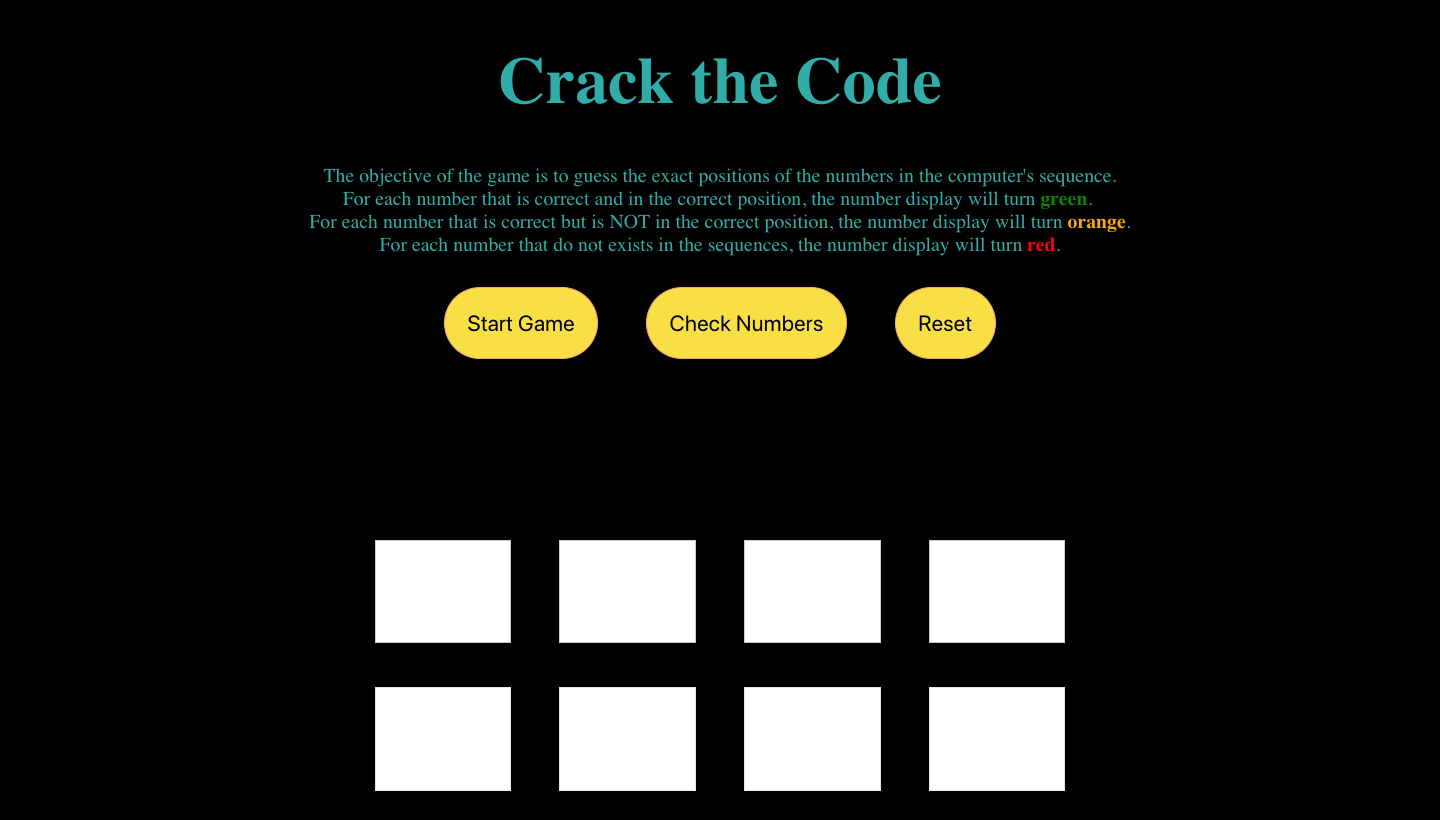 Crack the Code
The objective of the game is to guess the exact positions of the numbers in the computer's sequence.
For each number that is correct and in the correct position, the number display will turn green.
For each number that is correct but is NOT in the correct position, the number display will turn orange.
For each number that do not exists in the sequences, the number display will turn red.
Start Game
Check Numbers
Reset